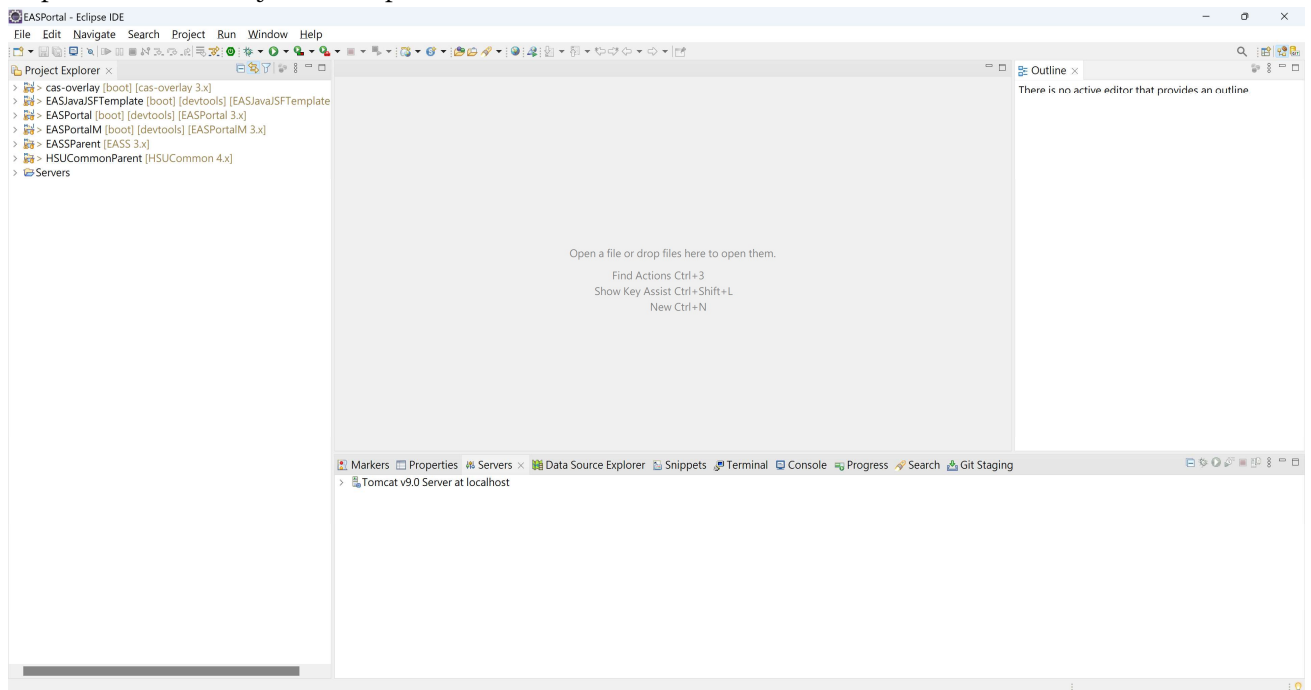 EASPortal - Eclipse IDE
File Edit Navigate Search Project Run Window Help
Project Explorer
> cas-overlay [boot] [cas-overlay 3.x]
> EASJavaJSFTemplate [boot] [devtools] [EASJavaJSFTemplate
> EASPortal [boot] [devtools] [EASPortal 3.x]
> EASPortalM [boot] [devtools] [EASPortalM 3.x]
> EASSParent [EASS 3.x]
> HSUCommonParent [HSUCommon 4.x]
Servers
Open a file or drop files here to open them.
Find Actions Ctrl+3
Show Key Assist Ctrl+Shift+L
New Ctrl+N
Outline
There is no active editor that provides an outline.
Markers Properties Servers Data Source Explorer Snippets Terminal Console Progress Search Git Staging
Tomcat v9.0 Server at localhost